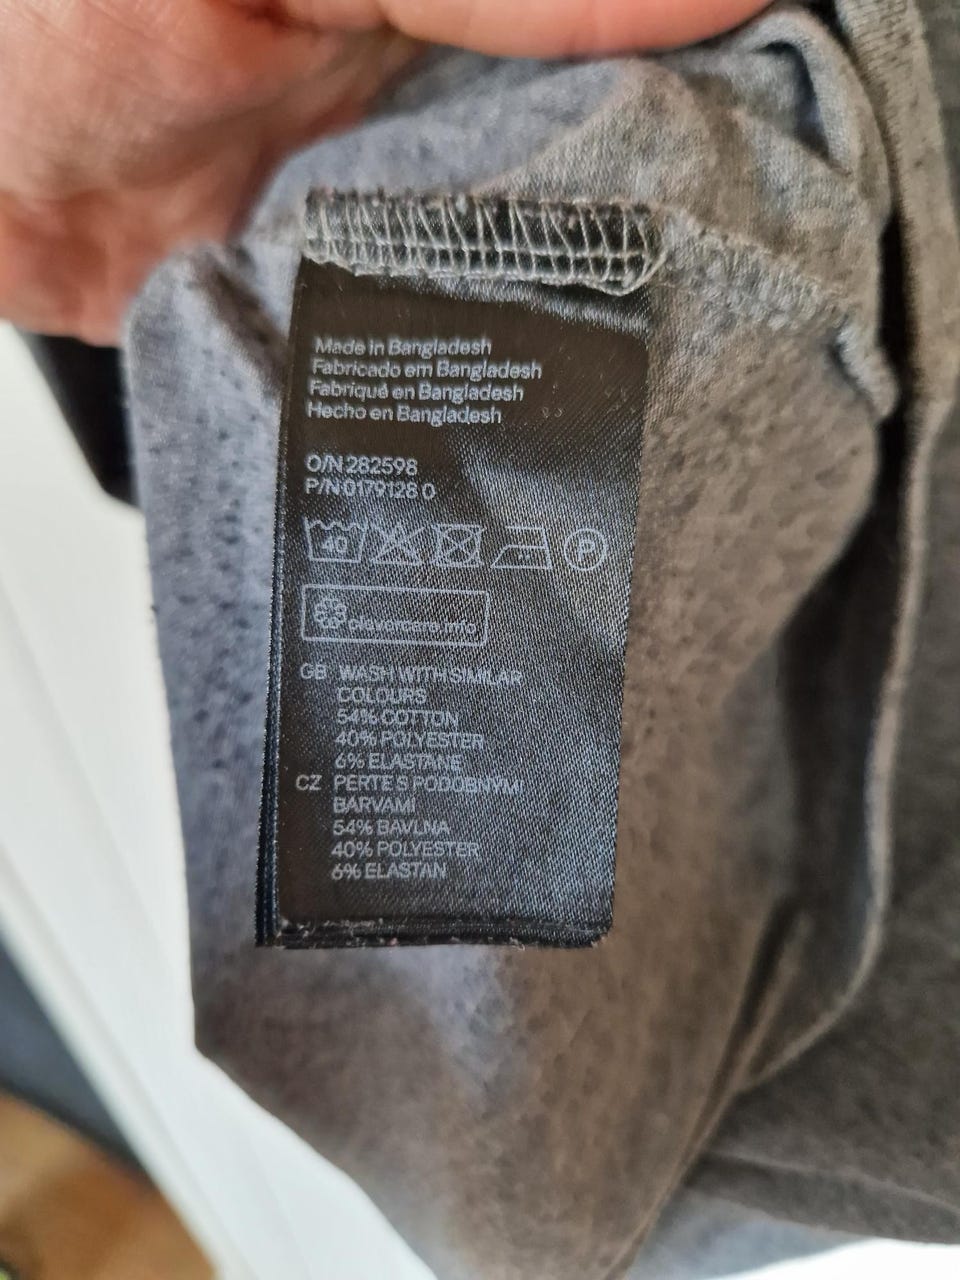 Made in Bangladesh
Fabricado em Bangladesh
Fabriqué en Bangladesh
Hecho en Bangladesh
O/N 282598
P/N 0179128 0
40
P
clevercare.info
GB WASH WITH SIMILAR
COLOURS
54% COTTON
40% POLYESTER
6% ELASTANE
CZ PERTE S PODOBNÝMI
BARVAMI
54% BAVLNA
40% POLYESTER
6% ELASTAN